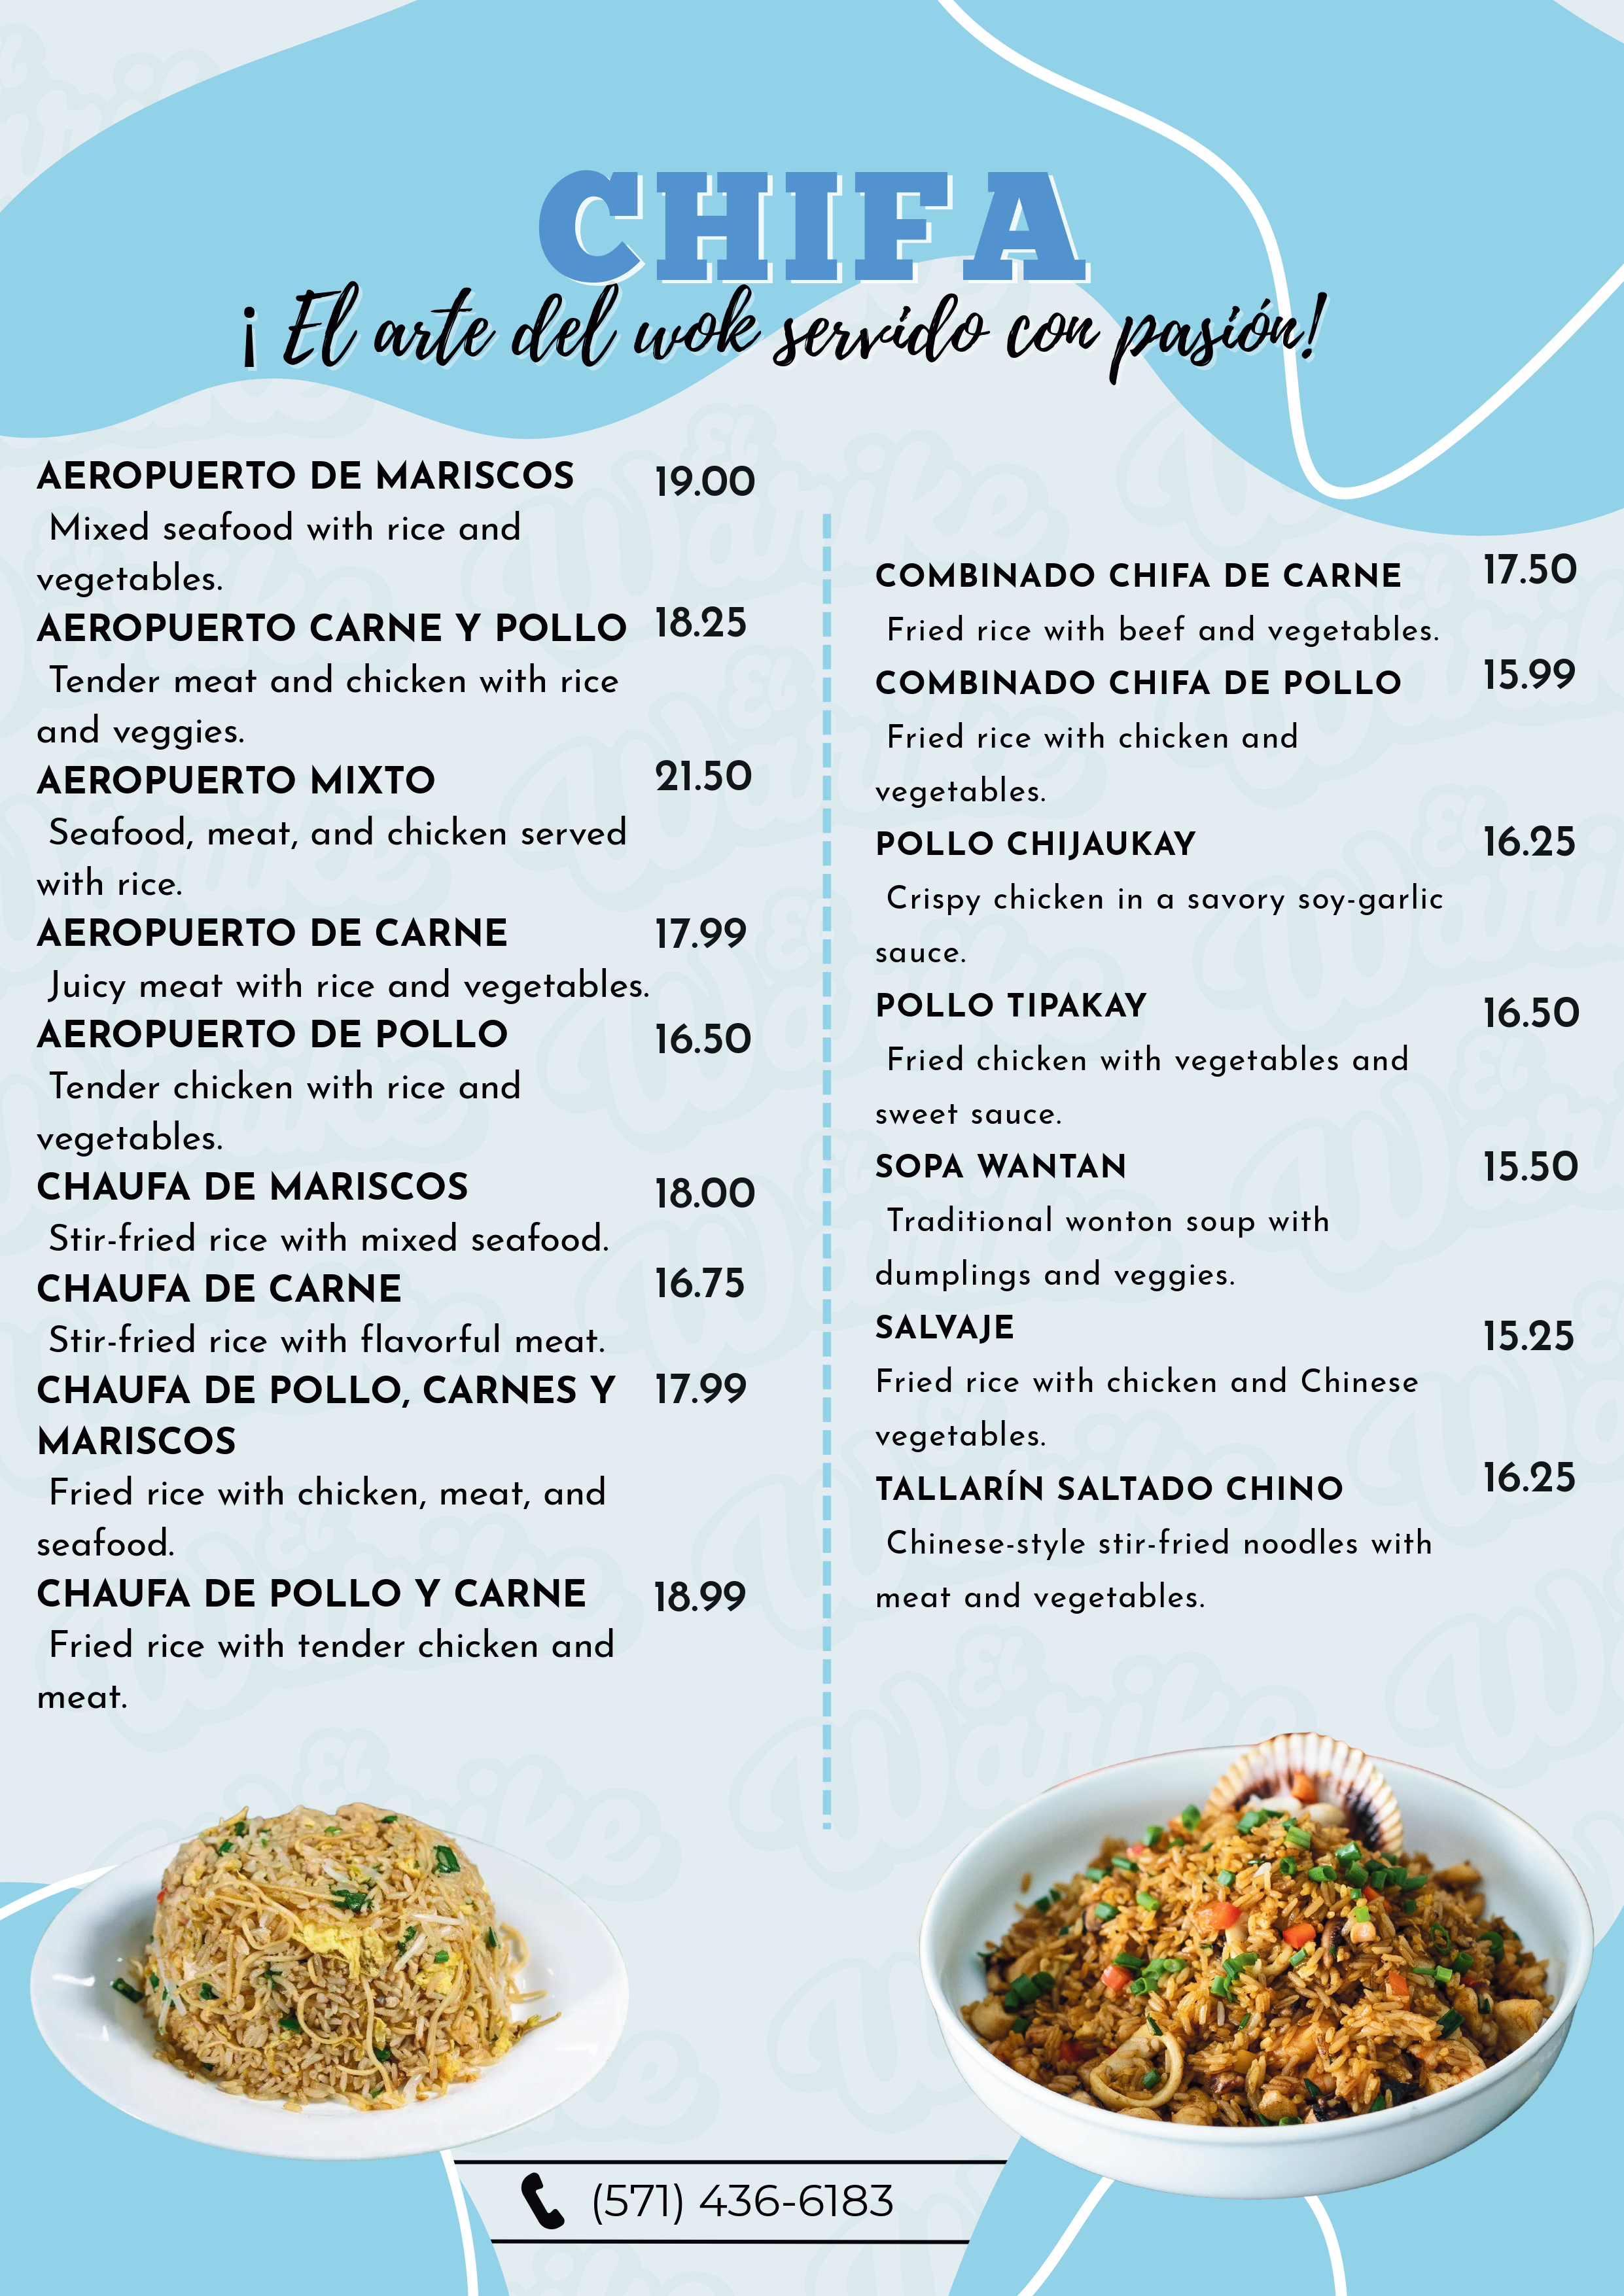 CHIFA
¡El arte del wok servido con pasión!
AEROPUERTO DE MARISCOS 19.00
Mixed seafood with rice and
vegetables.
AEROPUERTO CARNE Y POLLO 18.25
Tender meat and chicken with rice
and veggies.
AEROPUERTO MIXTO 21.50
Seafood, meat, and chicken served
with rice.
AEROPUERTO DE CARNE 17.99
Juicy meat with rice and vegetables.
AEROPUERTO DE POLLO 16.50
Tender chicken with rice and
vegetables.
CHAUFA DE MARISCOS 18.00
Stir-fried rice with mixed seafood.
CHAUFA DE CARNE 16.75
Stir-fried rice with flavorful meat.
CHAUFA DE POLLO, CARNES Y 17.99
MARISCOS
Fried rice with chicken, meat, and
seafood.
CHAUFA DE POLLO Y CARNE 18.99
Fried rice with tender chicken and
meat.
COMBINADO CHIFA DE CARNE 17.50
Fried rice with beef and vegetables.
COMBINADO CHIFA DE POLLO 15.99
Fried rice with chicken and
vegetables.
POLLO CHIJAUKAY 16.25
Crispy chicken in a savory soy-garlic
sauce.
POLLO TIPAKAY 16.50
Fried chicken with vegetables and
sweet sauce.
SOPA WANTAN 15.50
Traditional wonton soup with
dumplings and veggies.
SALVAJE 15.25
Fried rice with chicken and Chinese
vegetables.
TALLARÍN SALTADO CHINO 16.25
Chinese-style stir-fried noodles with
meat and vegetables.
El Warike
(571) 436-6183